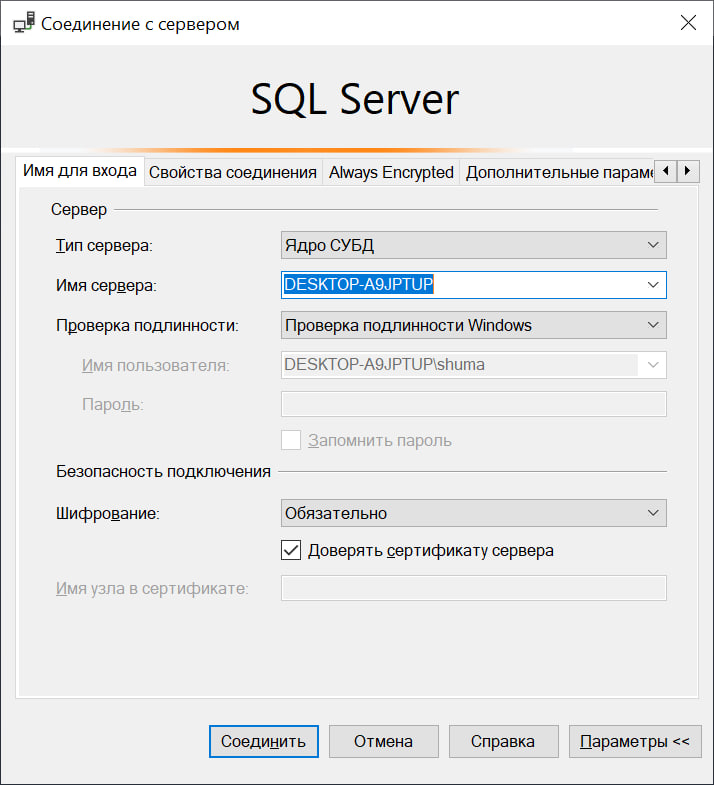 Соединение с сервером
SQL Server
Имя для входа Свойства соединения Always Encrypted Дополнительные параме
Сервер
Тип сервера: Ядро СУБД
Имя сервера: DESKTOP-A9JPTUP
Проверка подлинности: Проверка подлинности Windows
Имя пользователя: DESKTOP-A9JPTUP\shuma
Пароль:
Запомнить пароль
Безопасность подключения
Шифрование: Обязательно
Доверять сертификату сервера
Имя узла в сертификате:
Соединить Отмена Справка Параметры <<